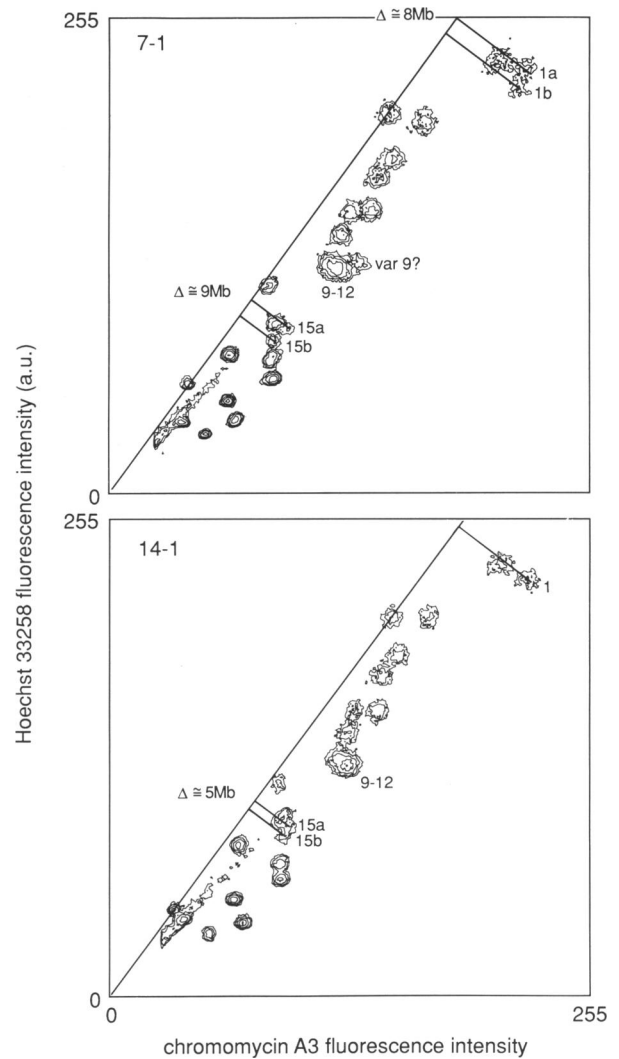 255
7-1
Δ ≅ 8Mb
1a
1b
var 9?
9-12
Δ ≅ 9Mb
15a
15b
0
Hoechst 33258 fluorescence intensity (a.u.)
255
14-1
1
9-12
Δ ≅ 5Mb
15a
15b
0
0
255
chromomycin A3 fluorescence intensity